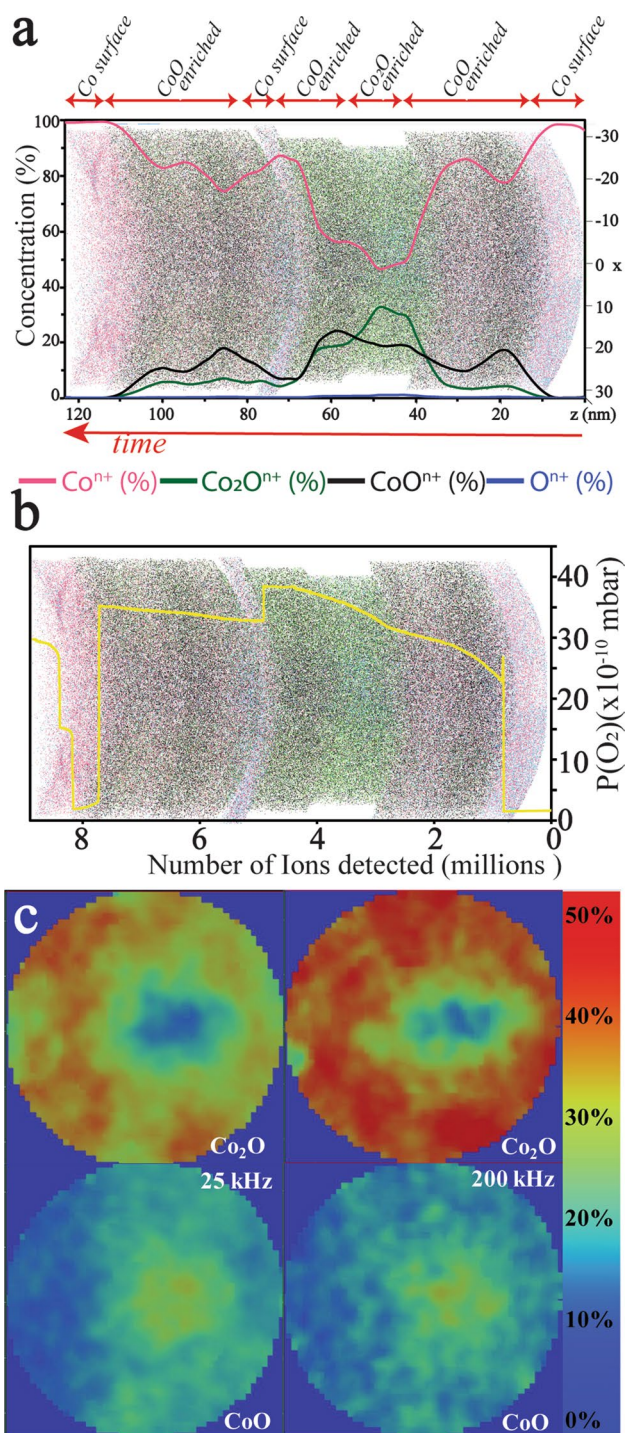 a
Co surface
CoO enriched
Co surface
CoO enriched
Co₂O enriched
CoO enriched
Co surface
Concentration (%)
100
80
60
40
20
0
-30
-20
-10
0 x
10
20
30
120 100 80 60 40 20 z (nm)
time
Coⁿ⁺ (%) Co₂Oⁿ⁺ (%) CoOⁿ⁺ (%) Oⁿ⁺ (%)
b
40
30
20
10
0
P(O₂)(x10⁻¹⁰ mbar)
8 6 4 2 0
Number of Ions detected (millions )
c
Co₂O
25 kHz
Co₂O
200 kHz
CoO
CoO
50%
40%
30%
20%
10%
0%